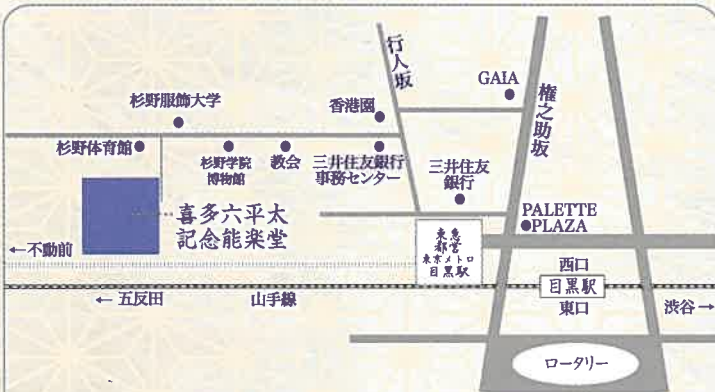 行人坂
GAIA
権之助坂
杉野服飾大学
香港園
杉野体育館
杉野学院
博物館
教会
三井住友銀行
事務センター
三井住友
銀行
喜多六平太
記念能楽堂
PALETTE
PLAZA
東急
都営
東京メトロ
目黒駅
←不動前
西口
目黒駅
東口
← 五反田
山手線
渋谷→
ロータリー